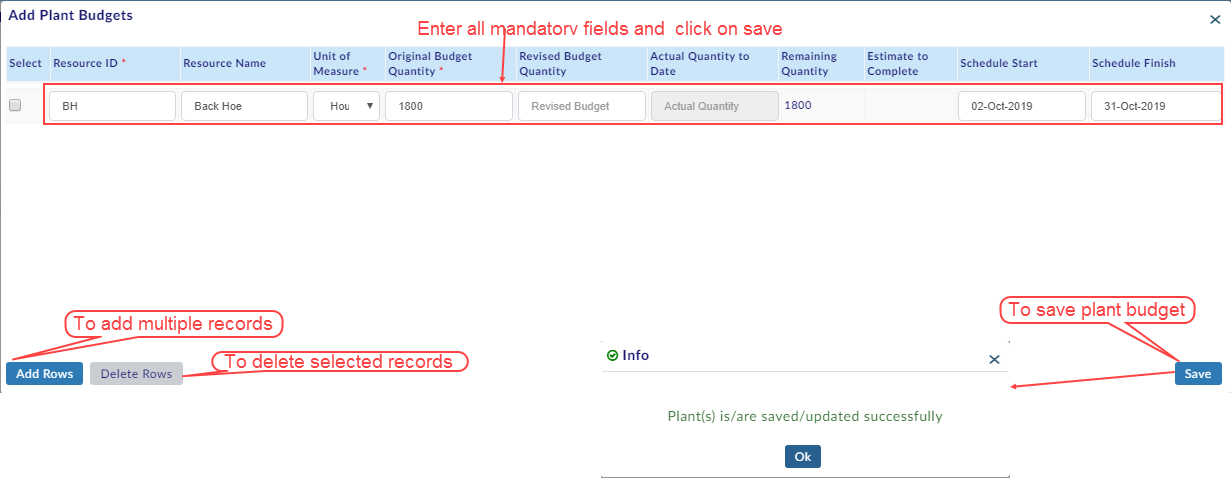 Add Plant Budgets
Enter all mandatory fields and click on save
Select
Resource ID *
Resource Name
Unit of
Measure *
Original Budget
Quantity *
Revised Budget
Quantity
Actual Quantity to
Date
Remaining
Quantity
Estimate to
Complete
Schedule Start
Schedule Finish
BH
Back Hoe
Hou
1800
Revised Budget
Actual Quantity
1800
02-Oct-2019
31-Oct-2019
To add multiple records
To save plant budget
To delete selected records
Add Rows
Delete Rows
Save
Info
Plant(s) is/are saved/updated successfully
Ok